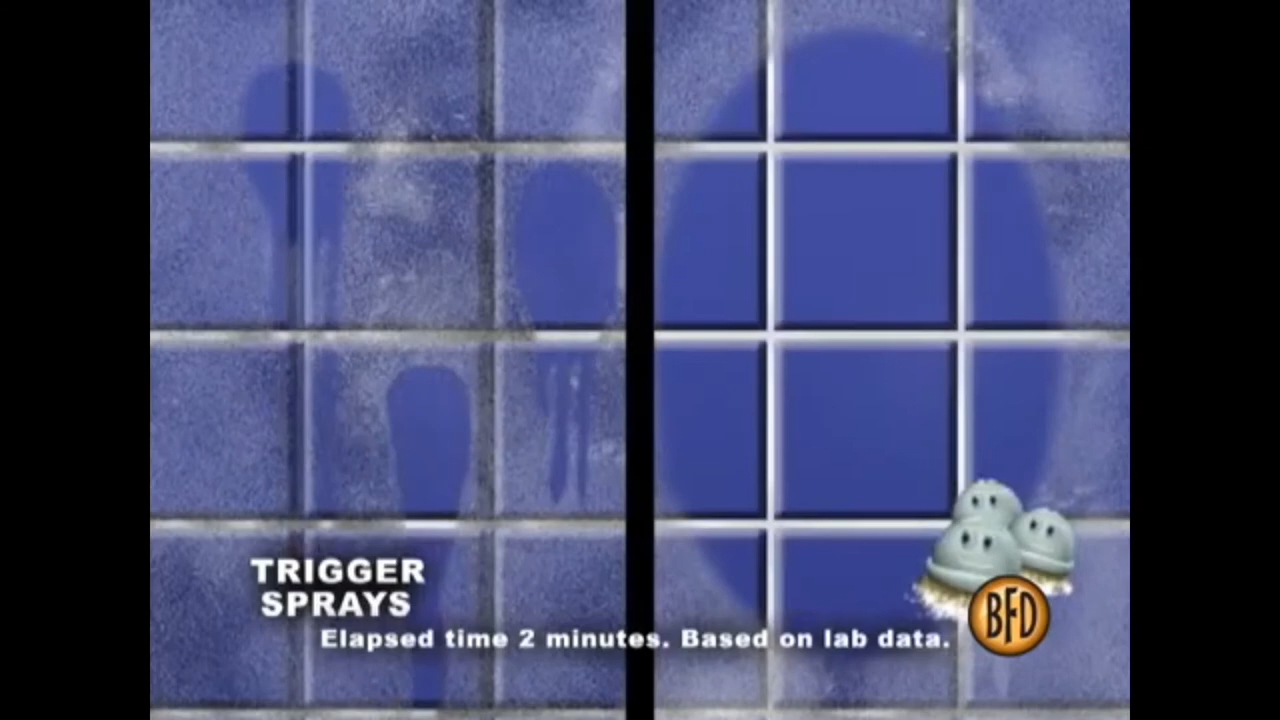 TRIGGER
SPRAYS
Elapsed time 2 minutes. Based on lab data.
BFD